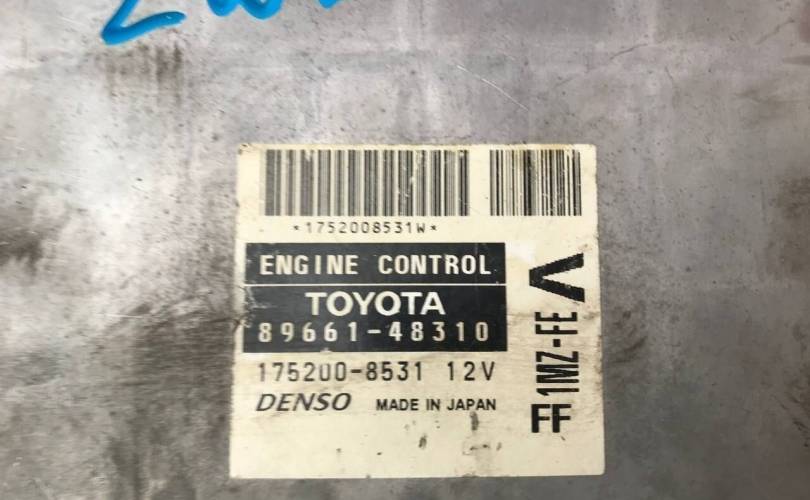 *1752008531W*
ENGINE CONTROL
TOYOTA
89661-48310
175200-8531 12V
DENSO MADE IN JAPAN
FF 1MZ-FE